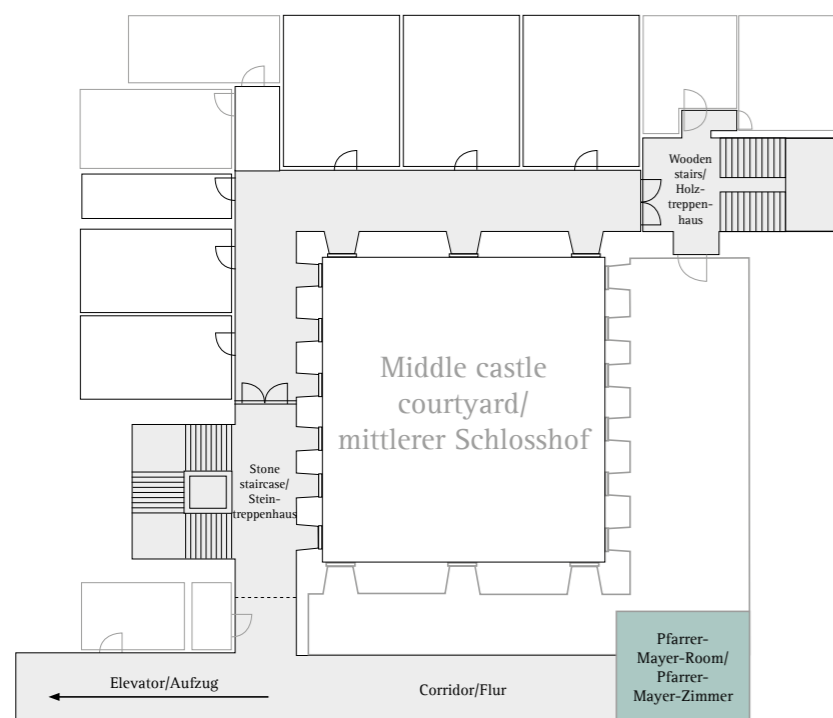 Wooden
stairs/
Holz-
treppen-
haus
Middle castle
courtyard/
mittlerer Schlosshof
Stone
staircase/
Stein-
treppenhaus
Pfarrer-
Mayer-Room/
Pfarrer-
Mayer-Zimmer
Elevator/Aufzug
Corridor/Flur